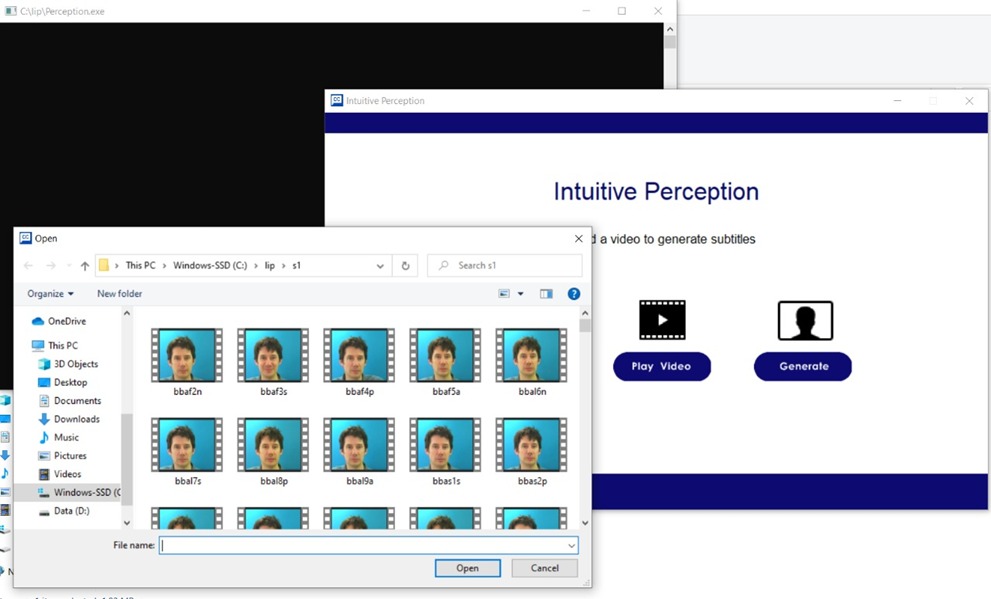 C:\lip\Perception.exe
Intuitive Perception
Intuitive Perception
d a video to generate subtitles
Play Video
Generate
Open
This PC > Windows-SSD (C:) > lip > s1
Search s1
Organize
New folder
OneDrive
This PC
3D Objects
Desktop
Documents
Downloads
Music
Pictures
Videos
Windows-SSD (C
Data (D:)
bbaf2n
bbaf3s
bbaf4p
bbaf5a
bbal6n
bbal7s
bbal8p
bbal9a
bbas1s
bbas2p
File name:
Open
Cancel